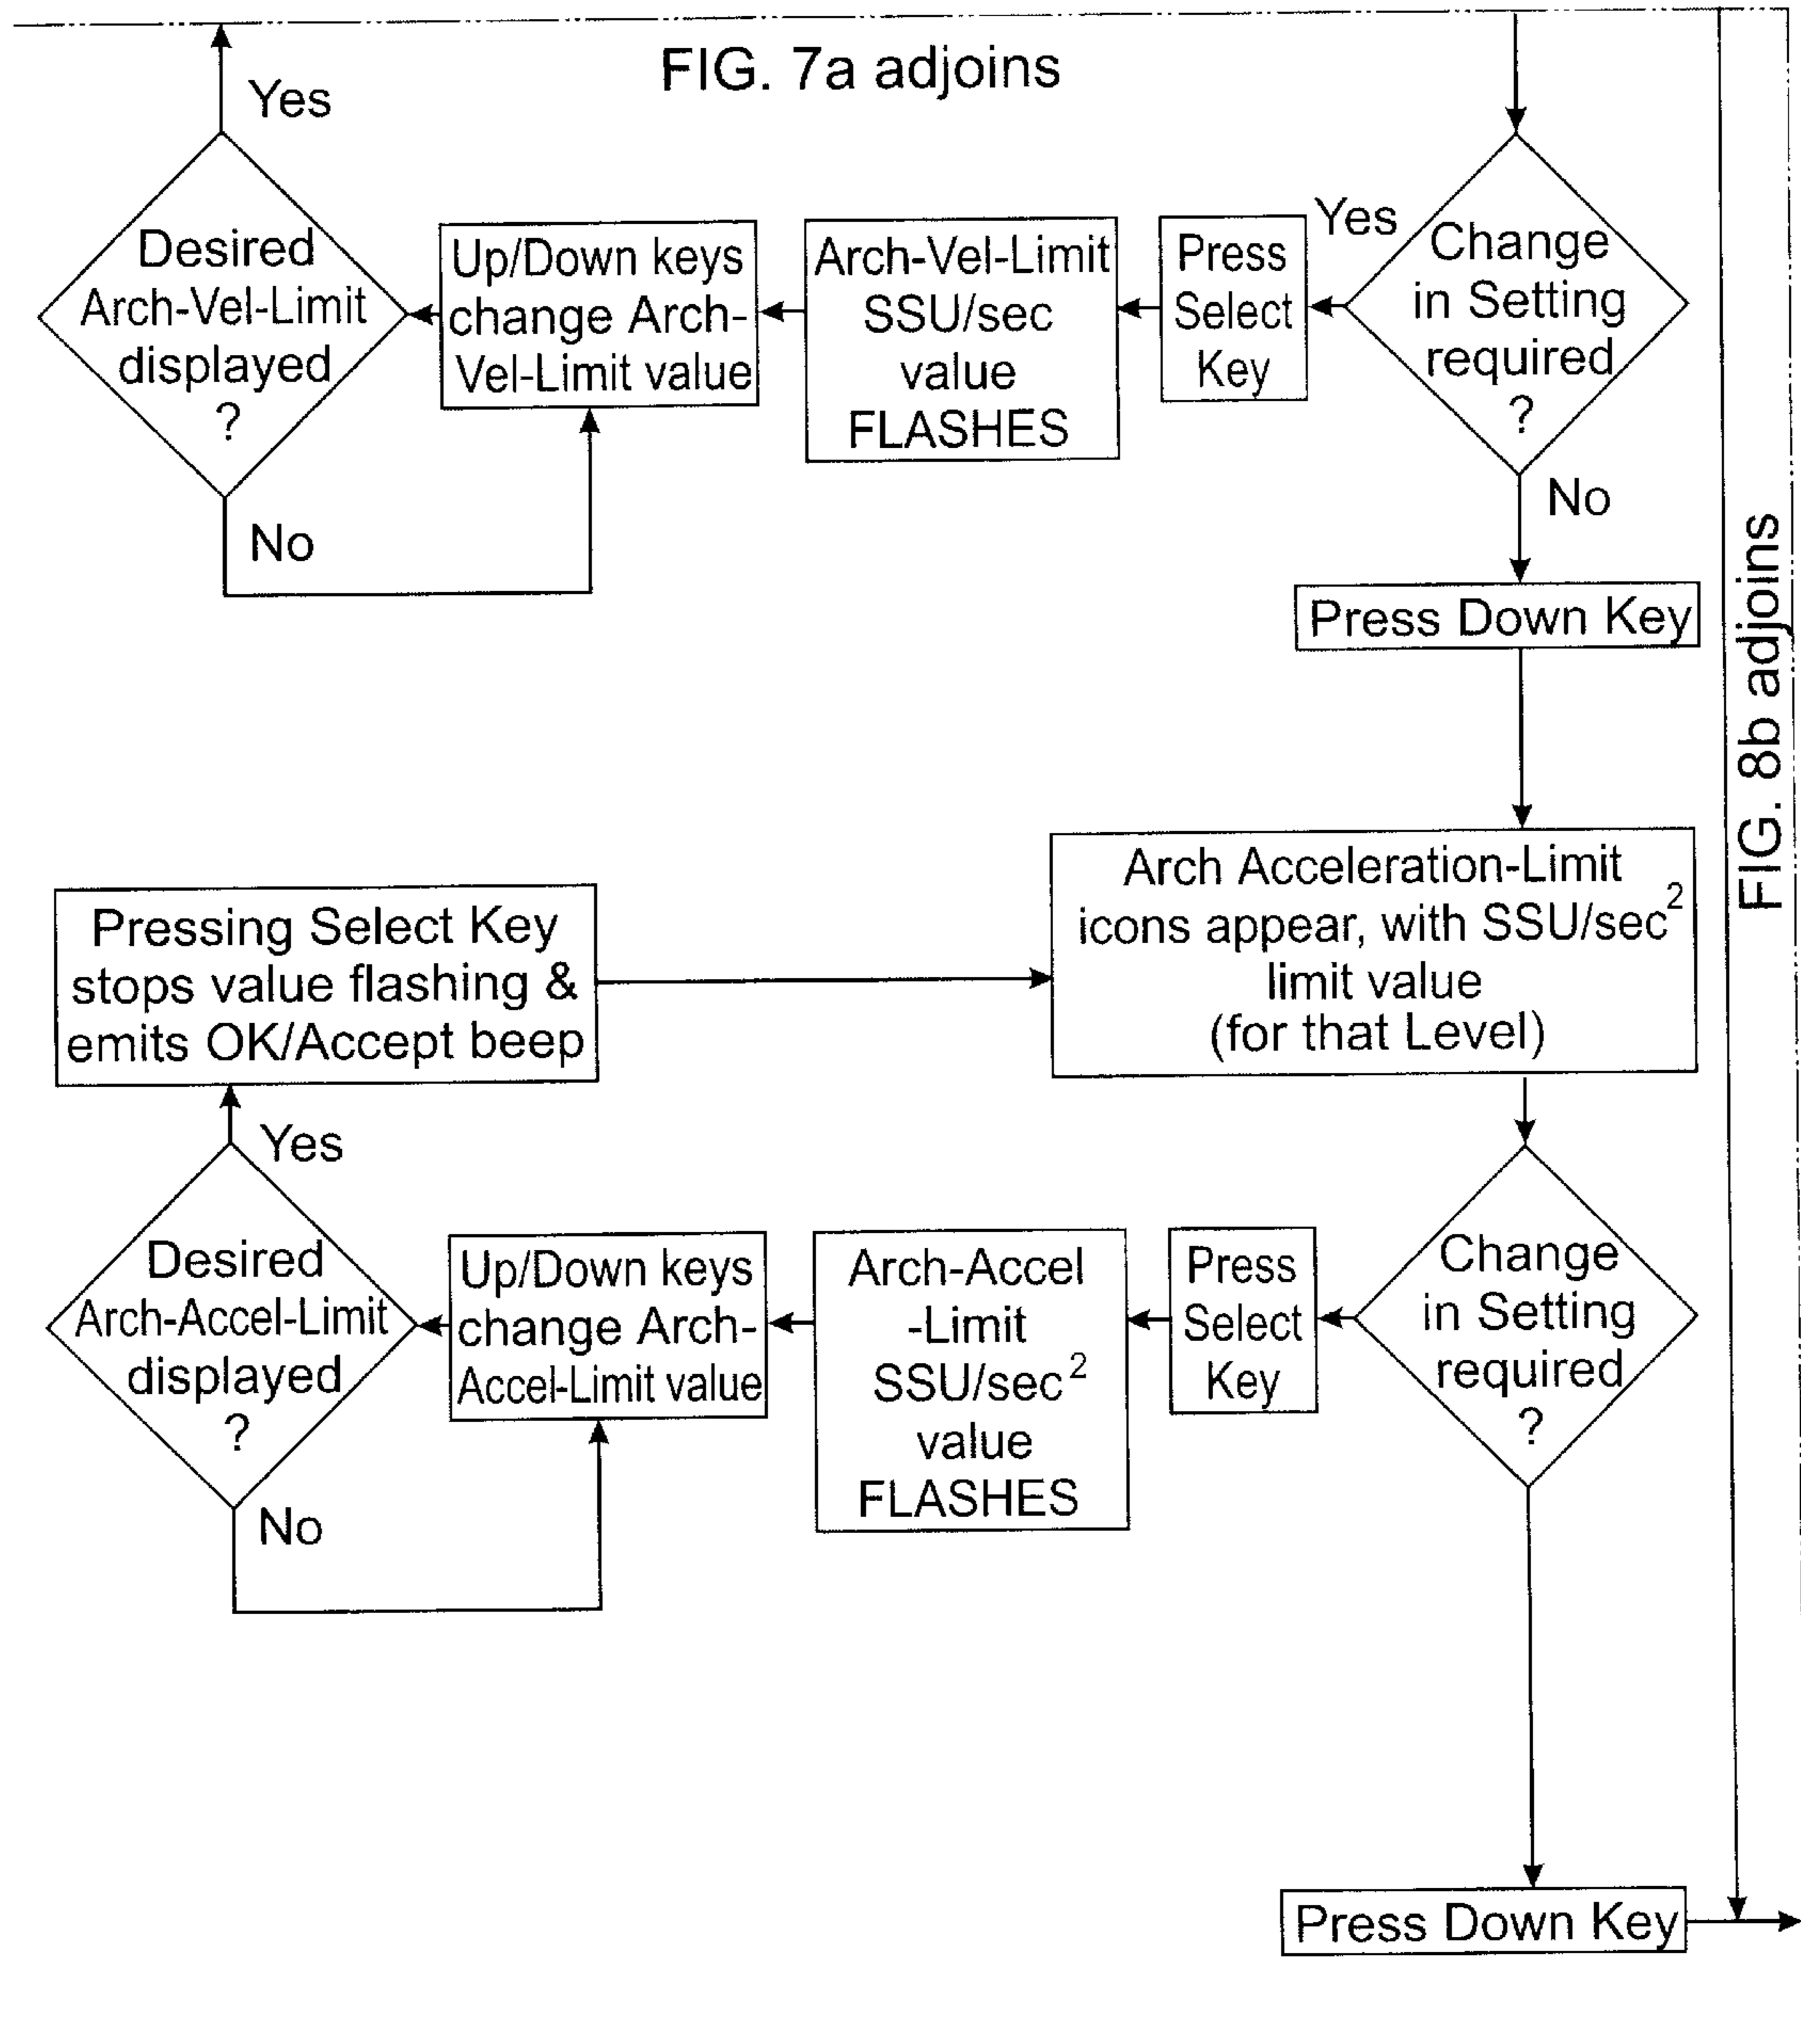 FIG. 7a adjoins
Yes
Desired
Arch-Vel-Limit
displayed
?
No
Up/Down keys
change Arch-
Vel-Limit value
Arch-Vel-Limit
SSU/sec
value
FLASHES
Press
Select
Key
Yes
Change
in Setting
required
?
No
Press Down Key
FIG. 8b adjoins
Arch Acceleration-Limit
icons appear, with SSU/sec²
limit value
(for that Level)
Pressing Select Key
stops value flashing &
emits OK/Accept beep
Yes
Desired
Arch-Accel-Limit
displayed
?
No
Up/Down keys
change Arch-
Accel-Limit value
Arch-Accel
-Limit
SSU/sec²
value
FLASHES
Press
Select
Key
Change
in Setting
required
?
Press Down Key